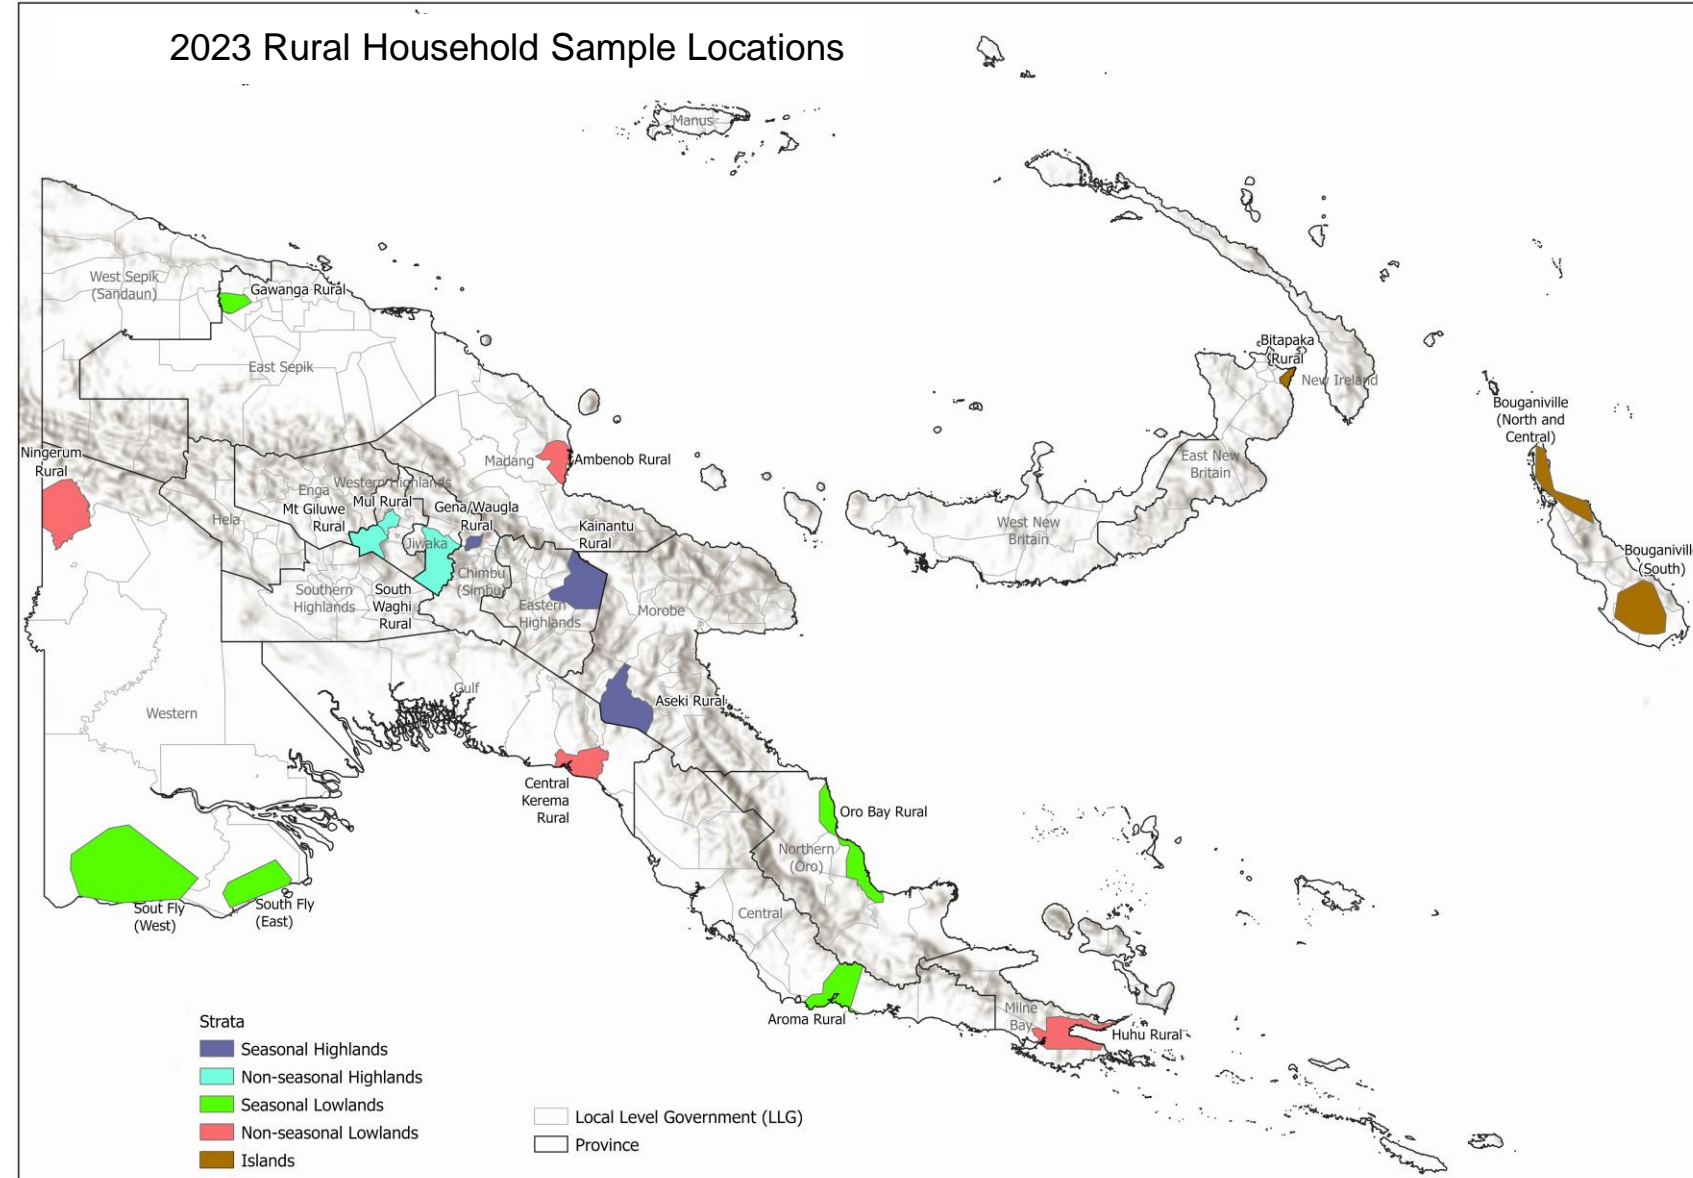 2023 Rural Household Sample Locations
Manus
West Sepik
(Sandaun)
Gawanga Rural
East Sepik
Bitapaka
Rural
New Ireland
Bouganiville
(North and
Central)
Ningerum
Rural
Madang
Ambenob Rural
East New
Britain
Enga
Western Highlands
Mul Rural
Mt Giluwe
Rural
Gena/Waugla
Rural
Kainantu
Rural
Hela
Jiwaka
West New
Britain
Bouganiville
(South)
Chimbu
(Simbu)
Southern
Highlands
South
Waghi
Rural
Eastern
Highlands
Morobe
Gulf
Aseki Rural
Western
Central
Kerema
Rural
Oro Bay Rural
Northern
(Oro)
Sout Fly
(West)
South Fly
(East)
Central
Aroma Rural
Milne
Bay
Huhu Rural
Strata
Seasonal Highlands
Non-seasonal Highlands
Seasonal Lowlands
Non-seasonal Lowlands
Islands
Local Level Government (LLG)
Province